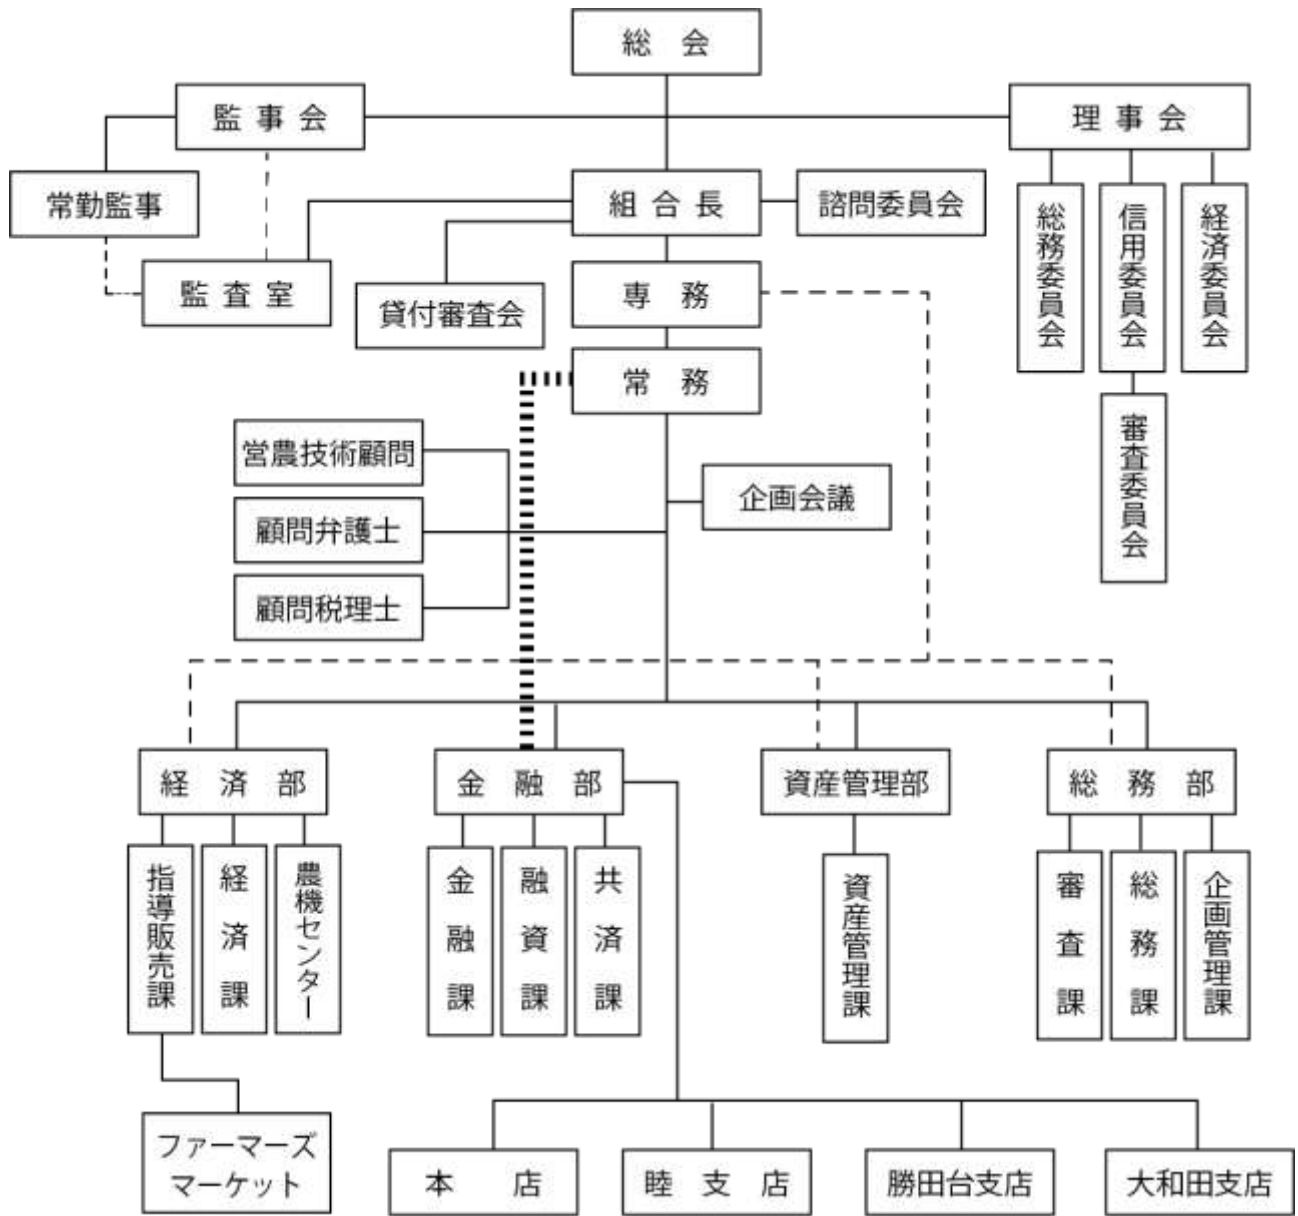 総会
監事会
理事会
常勤監事
組合長
諮問委員会
総務委員会
信用委員会
経済委員会
監査室
貸付審査会
専務
常務
審査委員会
営農技術顧問
企画会議
顧問弁護士
顧問税理士
経済部
金融部
資産管理部
総務部
指導販売課
経済課
農機センター
金融課
融資課
共済課
資産管理課
審査課
総務課
企画管理課
ファーマーズ
マーケット
本店
睦支店
勝田台支店
大和田支店